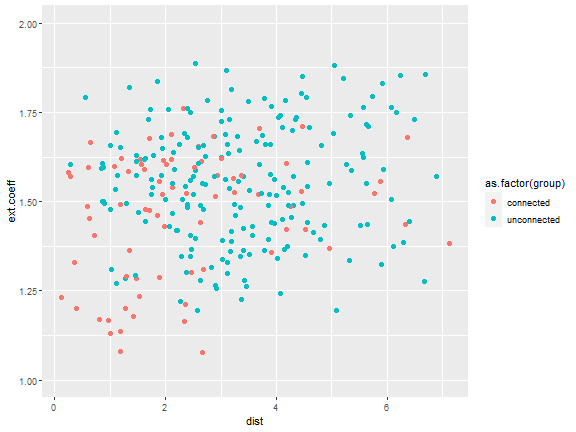 2.00
1.75
1.50
1.25
1.00
ext.coeff
0 2 4 6
dist
as.factor(group)
connected
unconnected